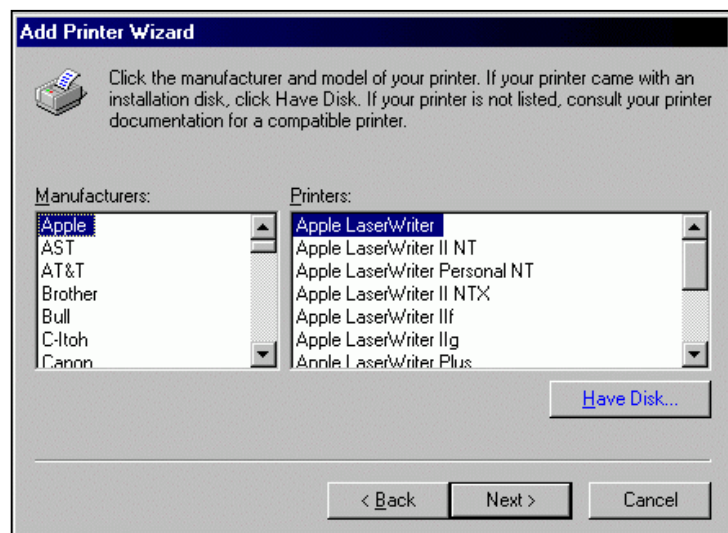 Add Printer Wizard
Click the manufacturer and model of your printer. If your printer came with an
installation disk, click Have Disk. If your printer is not listed, consult your printer
documentation for a compatible printer.
Manufacturers:
Apple
AST
AT&T
Brother
Bull
C-Itoh
Canon
Printers:
Apple LaserWriter
Apple LaserWriter II NT
Apple LaserWriter Personal NT
Apple LaserWriter II NTX
Apple LaserWriter IIf
Apple LaserWriter IIg
Apple LaserWriter Plus
Have Disk...
< Back
Next >
Cancel